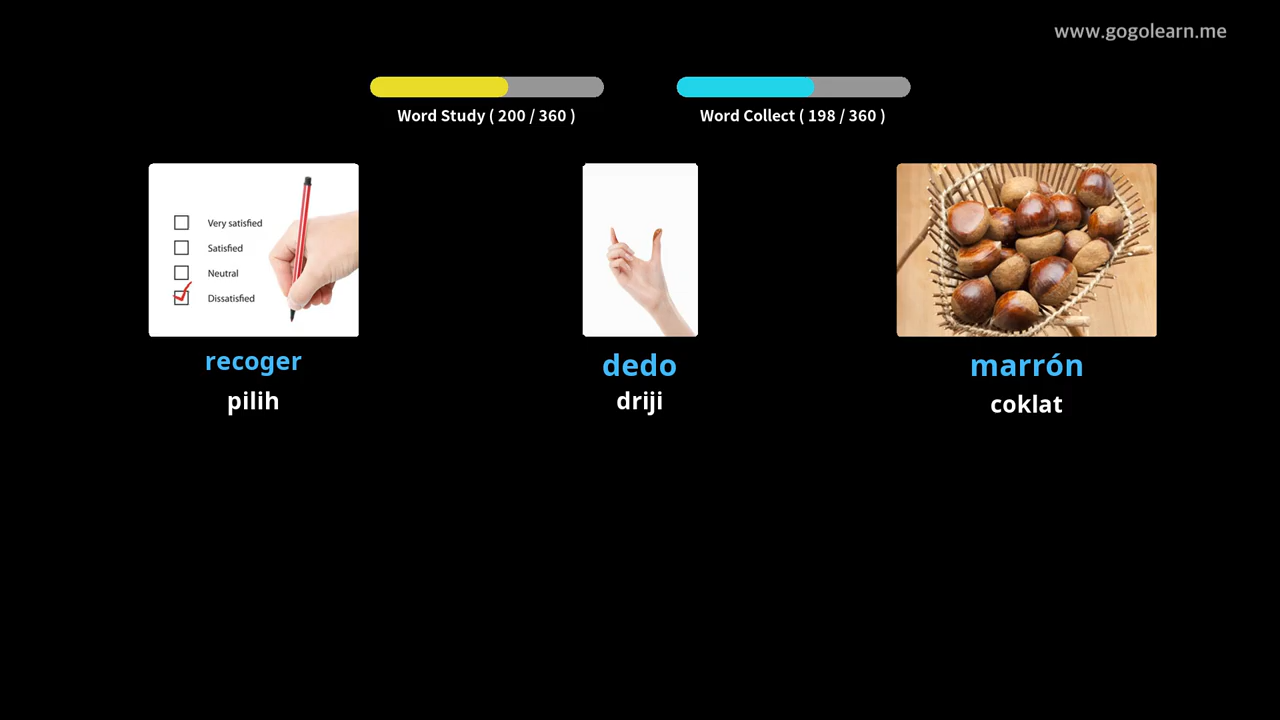 www.gogolearn.me
Word Study ( 200 / 360 )
Word Collect ( 198 / 360 )
Very satisfied
Satisfied
Neutral
Dissatisfied
recoger
dedo
marrón
pilih
driji
coklat